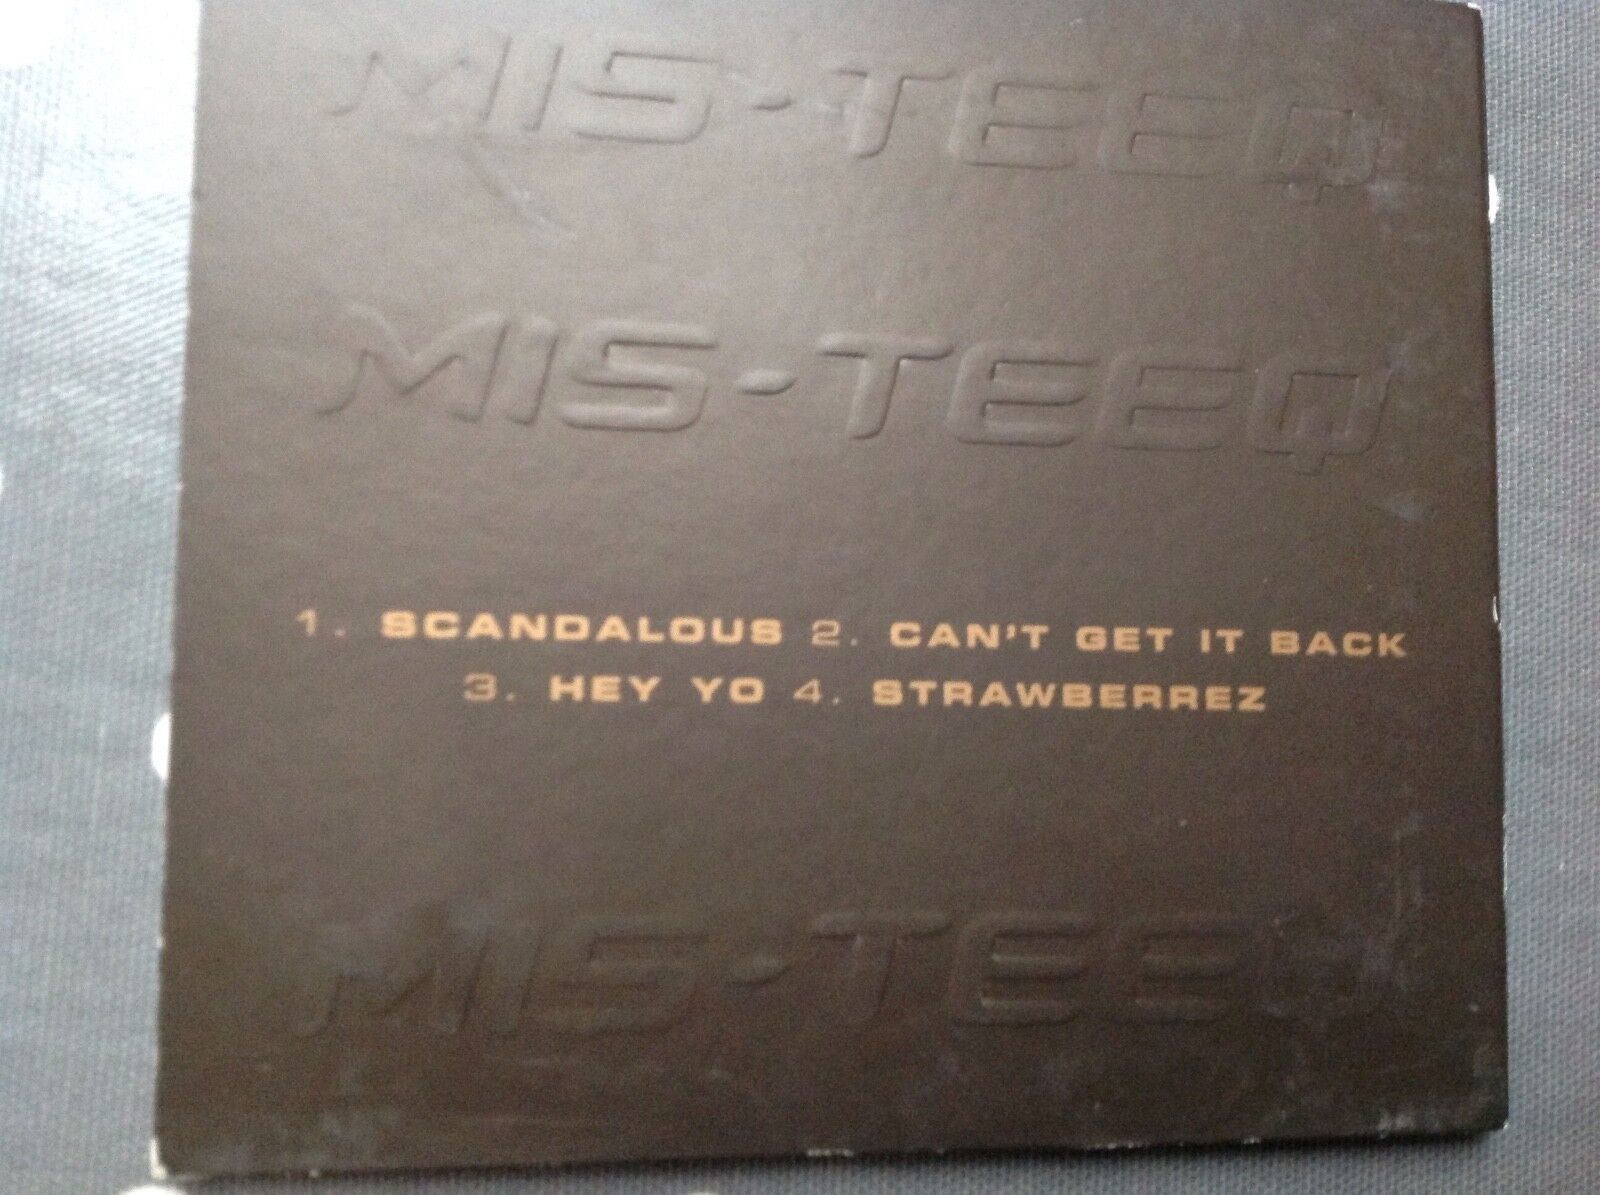 MIS-TEEQ
MIS-TEEQ
1. SCANDALOUS 2. CAN'T GET IT BACK
3. HEY YO 4. STRAWBERREZ
MIS-TEEQ